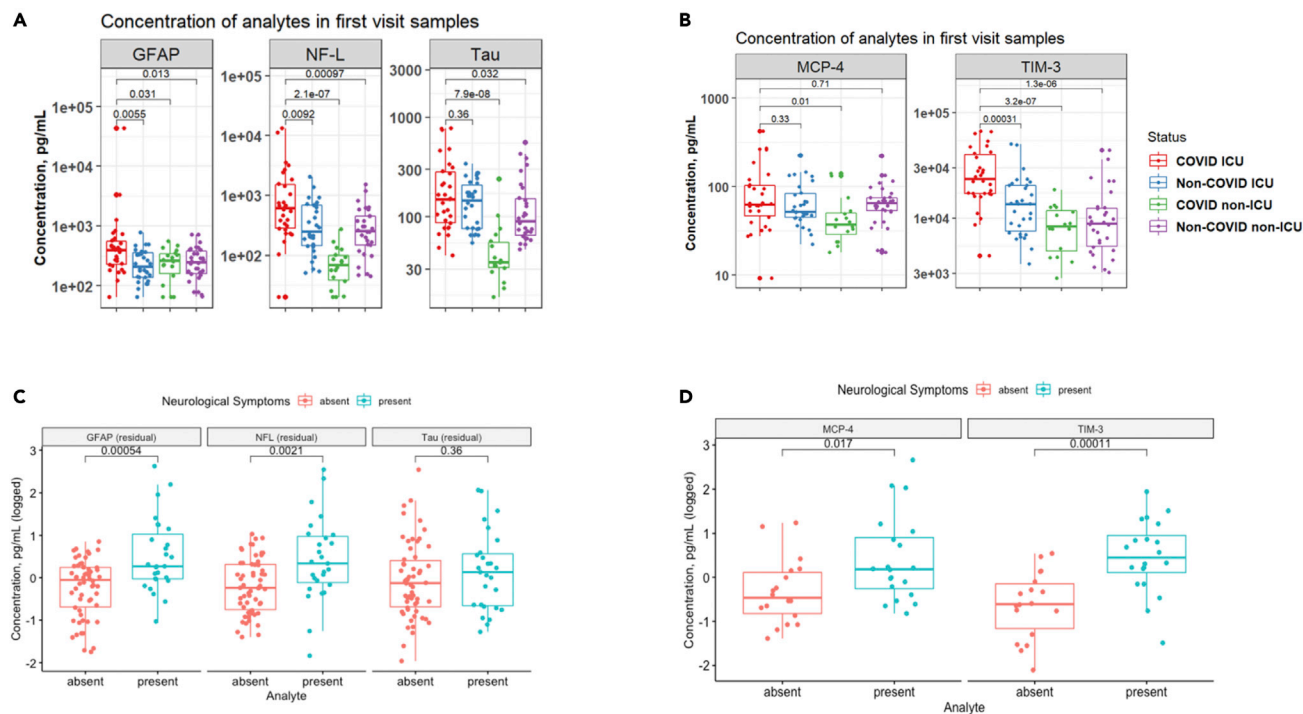 A
Concentration of analytes in first visit samples
GFAP
NF-L
Tau
Concentration, pg/mL
1e+05
1e+04
1e+03
1e+02
0.013
0.031
0.0055
1e+05
1e+04
1e+03
1e+02
0.00097
2.1e-07
0.0092
3000
1000
300
100
30
0.032
7.9e-08
0.36
B
Concentration of analytes in first visit samples
MCP-4
TIM-3
Concentration, pg/mL
1000
100
10
0.71
0.01
0.33
1e+05
3e+04
1e+04
3e+03
1.3e-06
3.2e-07
0.00031
Status
COVID ICU
Non-COVID ICU
COVID non-ICU
Non-COVID non-ICU
C
Neurological Symptoms absent present
GFAP (residual)
NFL (residual)
Tau (residual)
0.00054
0.0021
0.36
Concentration, pg/mL (logged)
3
2
1
0
-1
-2
absent present absent present absent present
Analyte
D
Neurological Symptoms absent present
MCP-4
TIM-3
0.017
0.00011
Concentration, pg/mL (logged)
3
2
1
0
-1
-2
absent present absent present
Analyte